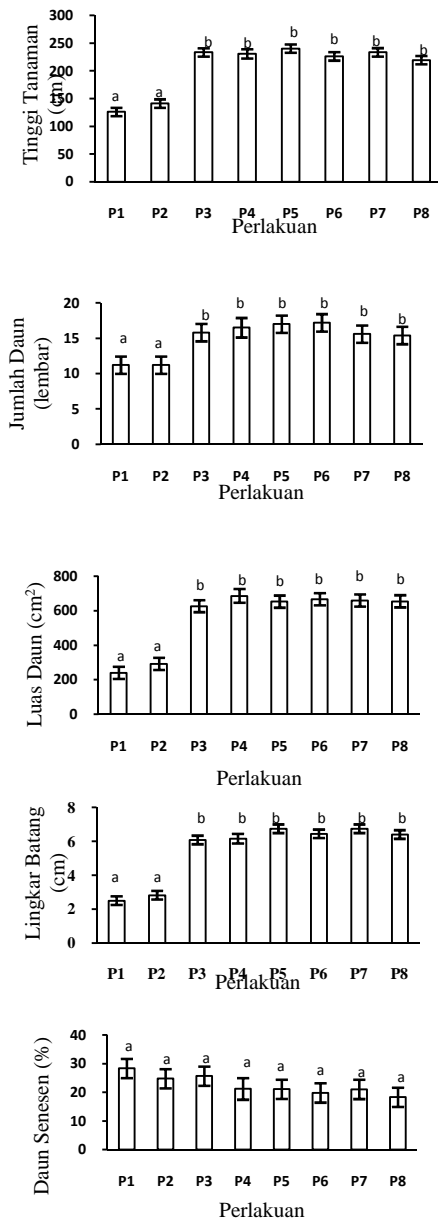 Tinggi Tanaman
(cm)
300
250
200
150
100
50
0
a a b b b b b b
P1 P2 P3 P4 P5 P6 P7 P8
Perlakuan
Jumlah Daun
(lembar)
20
15
10
5
0
a a b b b b b b
P1 P2 P3 P4 P5 P6 P7 P8
Perlakuan
Luas Daun (cm²)
800
600
400
200
0
a a b b b b b b
P1 P2 P3 P4 P5 P6 P7 P8
Perlakuan
Lingkar Batang
(cm)
8
6
4
2
0
a a b b b b b b
P1 P2 P3 P4 P5 P6 P7 P8
Perlakuan
Daun Senesen (%)
40
30
20
10
0
a a a a a a a a
P1 P2 P3 P4 P5 P6 P7 P8
Perlakuan